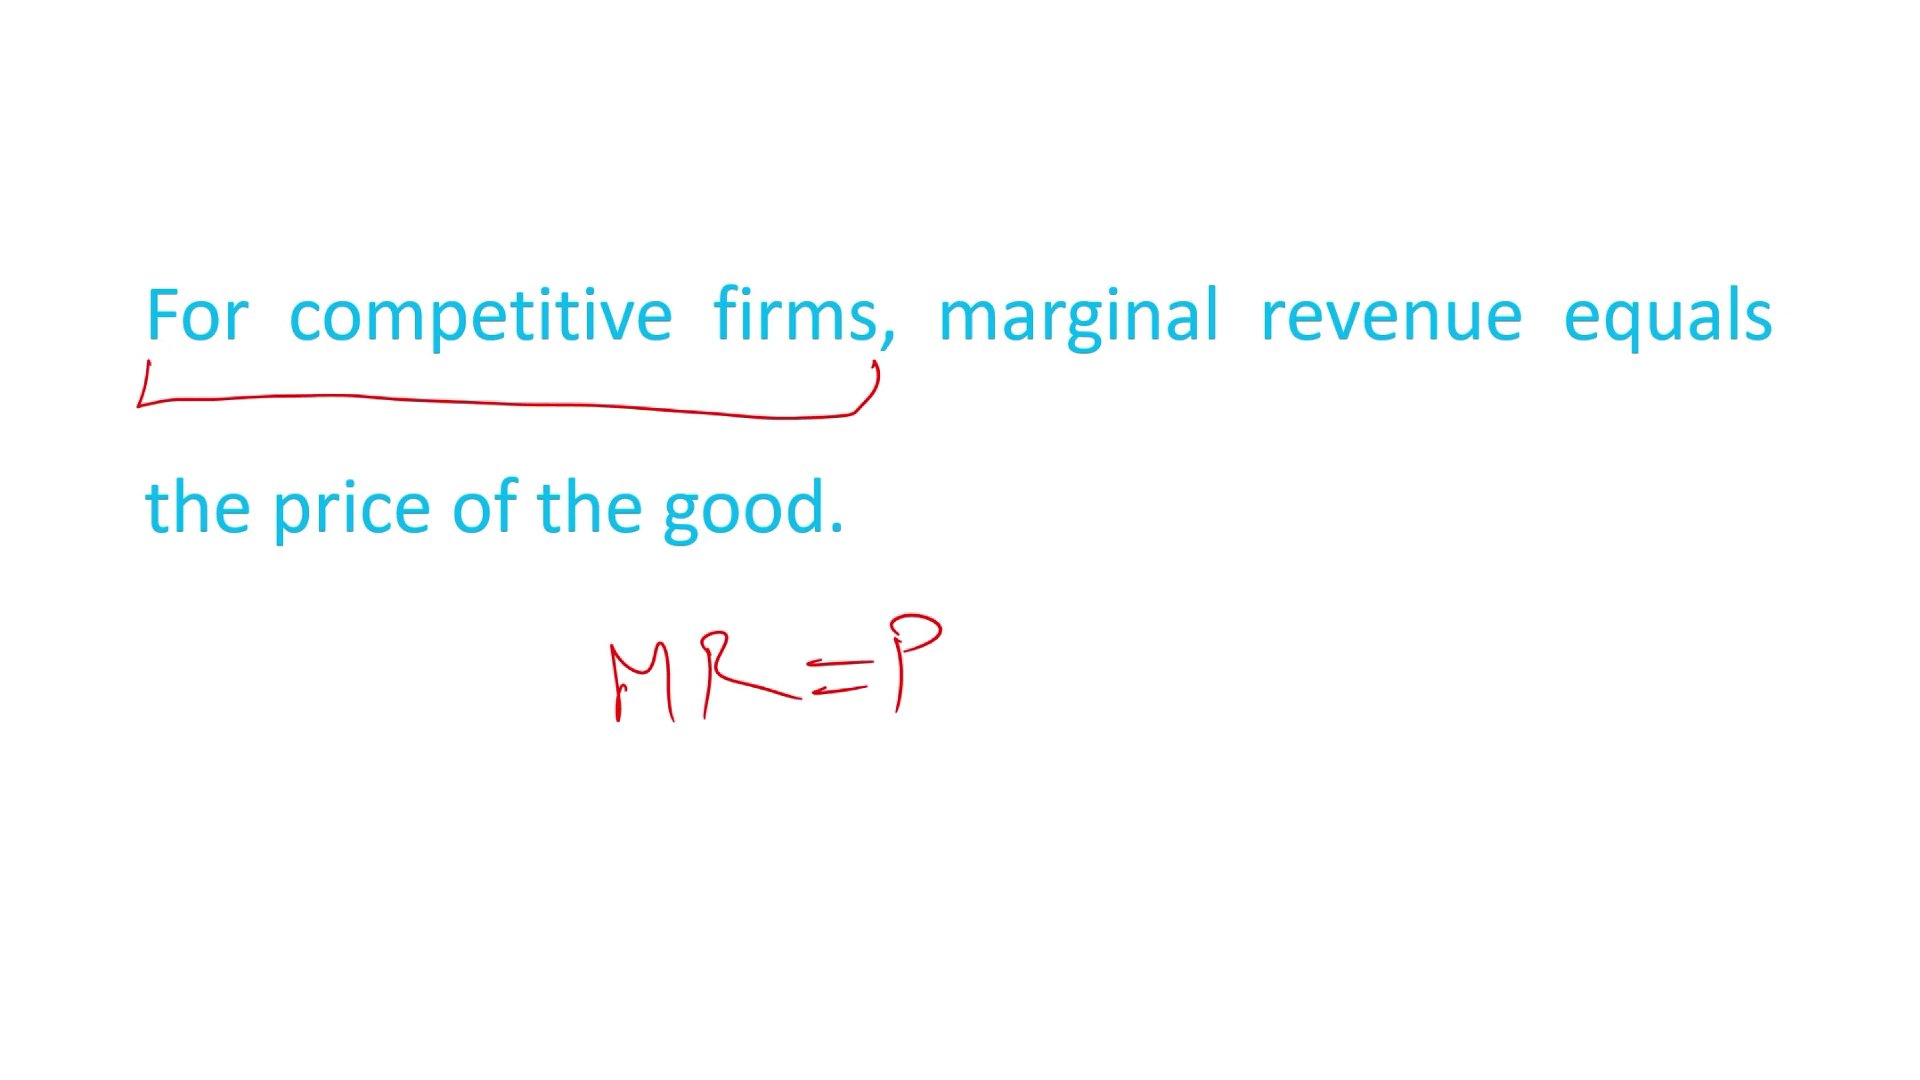 For competitive firms, marginal revenue equals
the price of the good.
MR=P